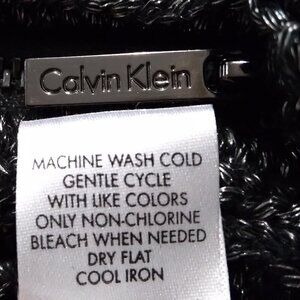 Calvin Klein
MACHINE WASH COLD
GENTLE CYCLE
WITH LIKE COLORS
ONLY NON-CHLORINE
BLEACH WHEN NEEDED
DRY FLAT
COOL IRON